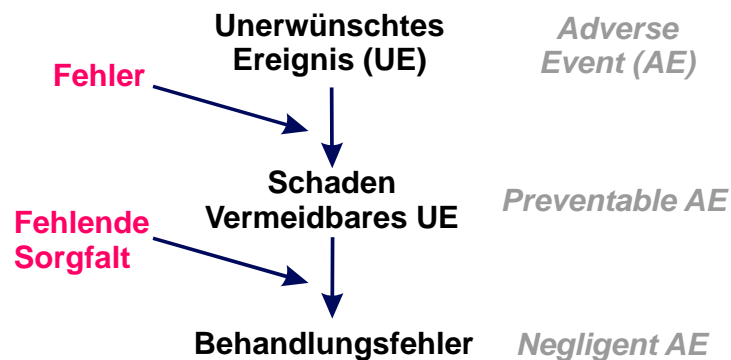 Unerwünschtes
Ereignis (UE)
Adverse
Event (AE)
Fehler
Schaden
Vermeidbares UE
Preventable AE
Fehlende
Sorgfalt
Behandlungsfehler
Negligent AE